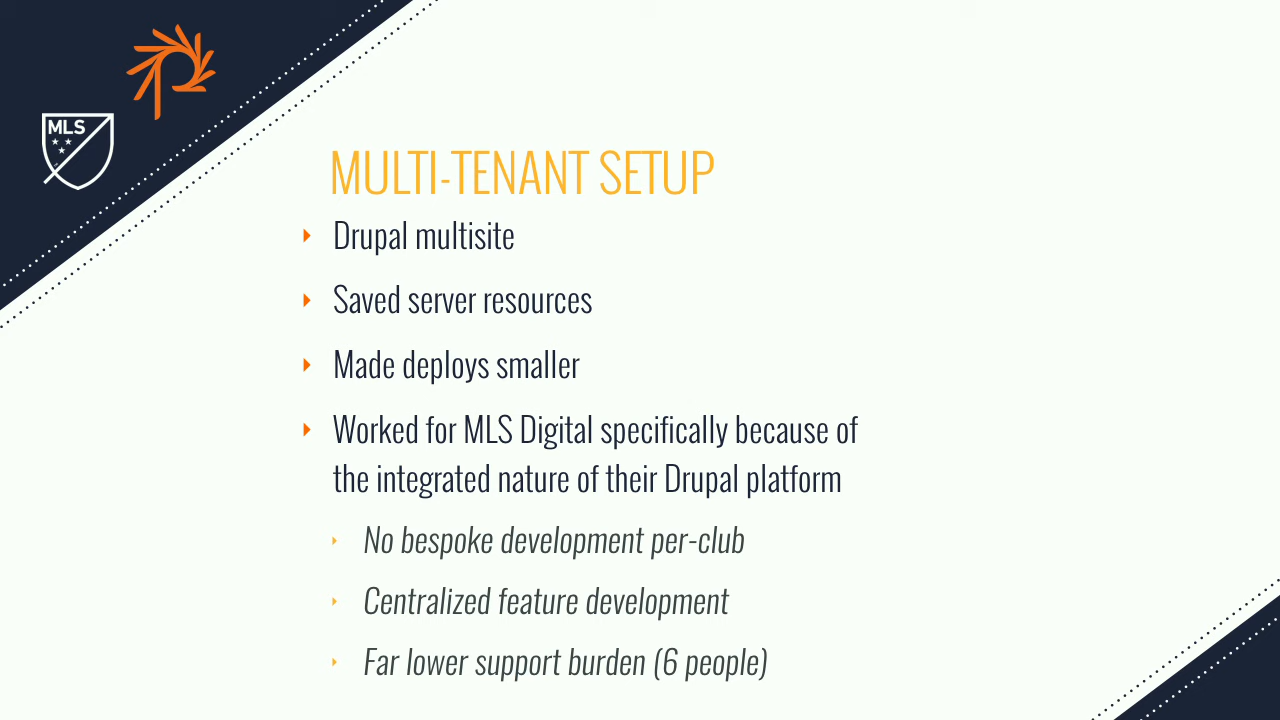 MLS
MULTI-TENANT SETUP
Drupal multisite
Saved server resources
Made deploys smaller
Worked for MLS Digital specifically because of
the integrated nature of their Drupal platform
No bespoke development per-club
Centralized feature development
Far lower support burden (6 people)